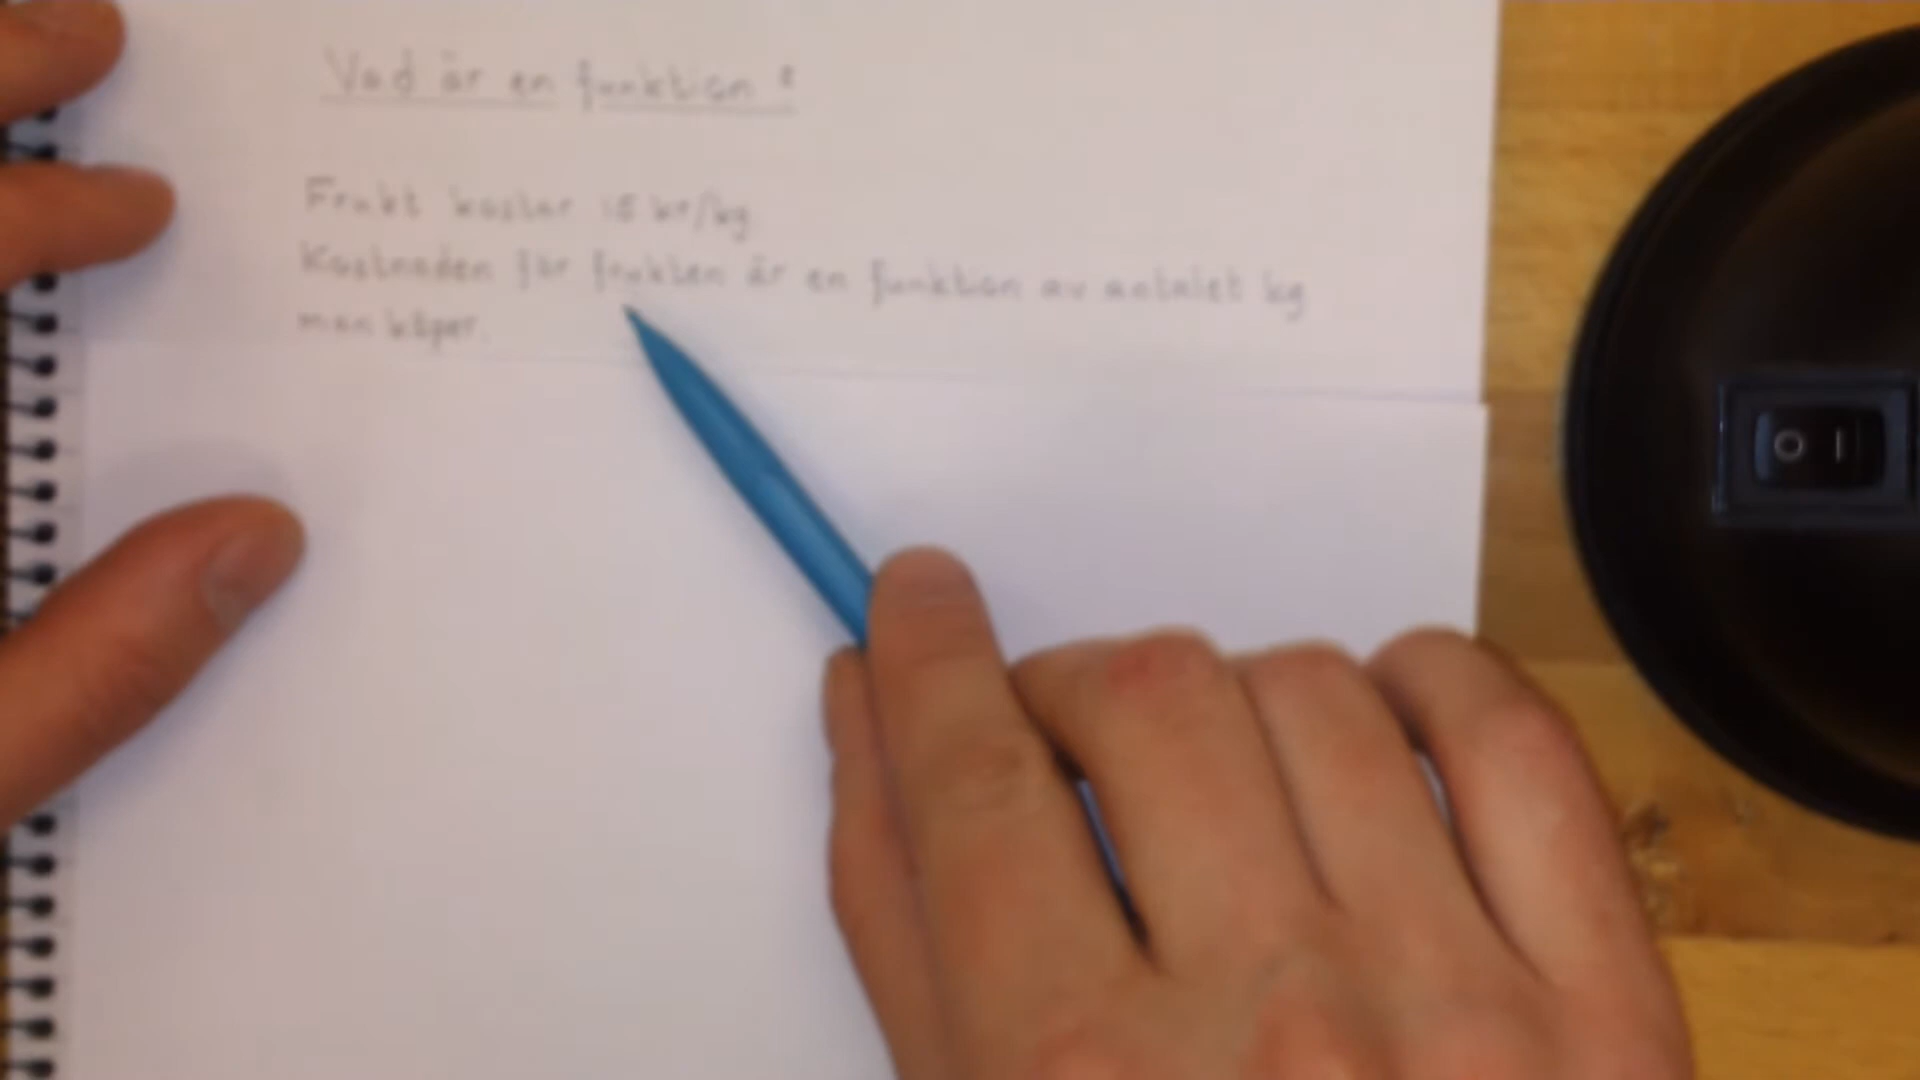 Vad är en funktion?
Frukt kostar 15 kr/kg
Kostnaden för frukten är en funktion av antalet kg
man köper.
O I